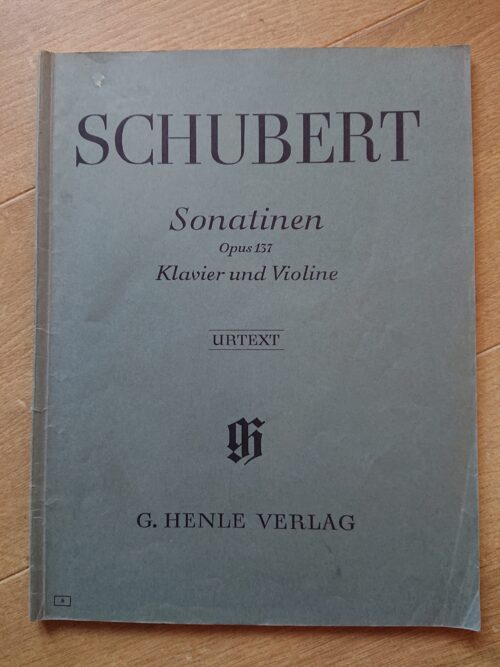 SCHUBERT
Sonatinen
Opus 137
Klavier und Violine
URTEXT
G. HENLE VERLAG